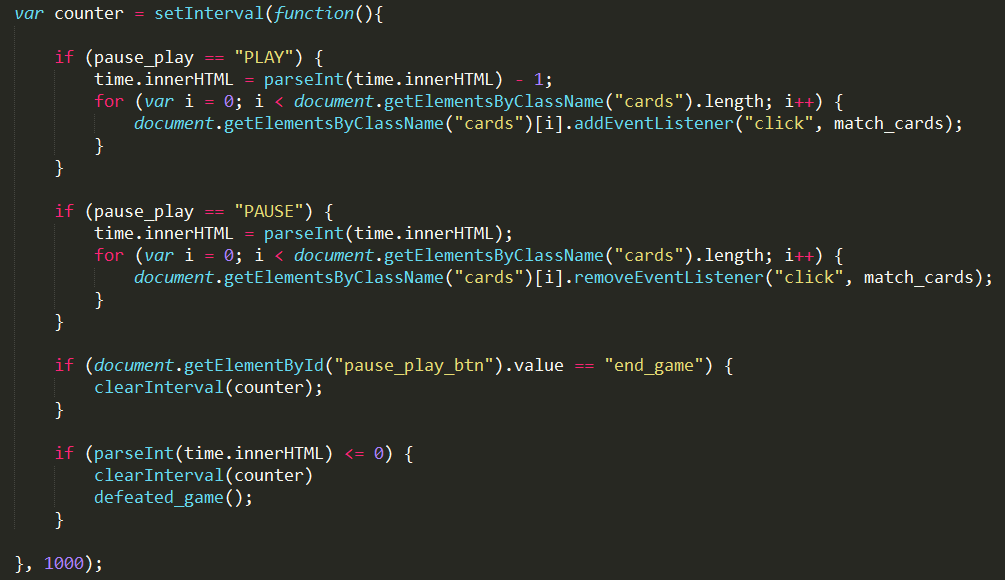 var counter = setInterval(function(){
if (pause_play == "PLAY") {
time.innerHTML = parseInt(time.innerHTML) - 1;
for (var i = 0; i < document.getElementsByClassName("cards").length; i++) {
document.getElementsByClassName("cards")[i].addEventListener("click", match_cards);
}
}
if (pause_play == "PAUSE") {
time.innerHTML = parseInt(time.innerHTML);
for (var i = 0; i < document.getElementsByClassName("cards").length; i++) {
document.getElementsByClassName("cards")[i].removeEventListener("click", match_cards);
}
}
if (document.getElementById("pause_play_btn").value == "end_game") {
clearInterval(counter);
}
if (parseInt(time.innerHTML) <= 0) {
clearInterval(counter)
defeated_game();
}
}, 1000);